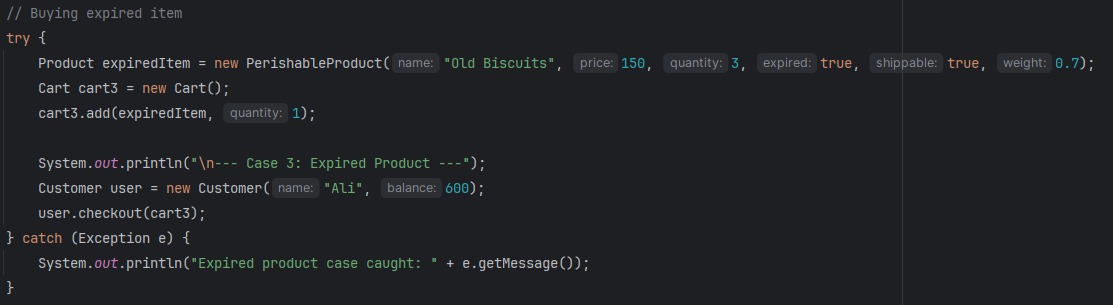 // Buying expired item
try {
    Product expiredItem = new PerishableProduct( name: "Old Biscuits", price: 150, quantity: 3, expired: true, shippable: true, weight: 0.7);
    Cart cart3 = new Cart();
    cart3.add(expiredItem, quantity: 1);

    System.out.println("\n--- Case 3: Expired Product ---");
    Customer user = new Customer( name: "Ali", balance: 600);
    user.checkout(cart3);
} catch (Exception e) {
    System.out.println("Expired product case caught: " + e.getMessage());
}